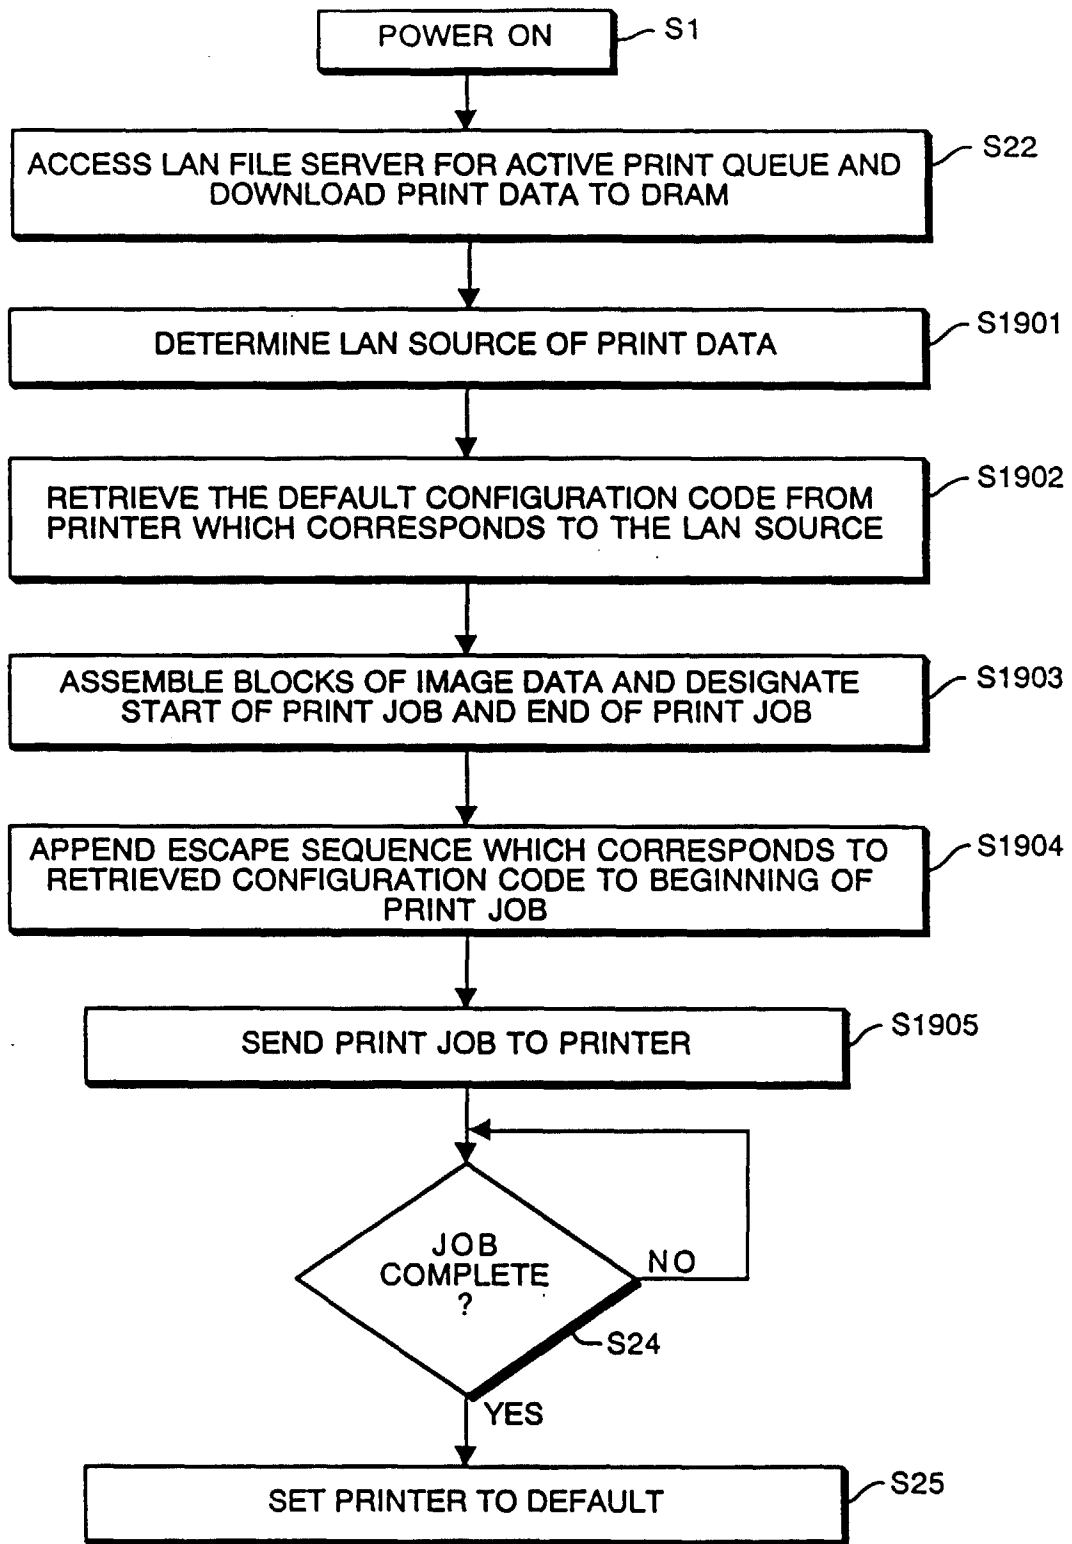 POWER ON
S1
ACCESS LAN FILE SERVER FOR ACTIVE PRINT QUEUE AND
DOWNLOAD PRINT DATA TO DRAM
S22
DETERMINE LAN SOURCE OF PRINT DATA
S1901
RETRIEVE THE DEFAULT CONFIGURATION CODE FROM
PRINTER WHICH CORRESPONDS TO THE LAN SOURCE
S1902
ASSEMBLE BLOCKS OF IMAGE DATA AND DESIGNATE
START OF PRINT JOB AND END OF PRINT JOB
S1903
APPEND ESCAPE SEQUENCE WHICH CORRESPONDS TO
RETRIEVED CONFIGURATION CODE TO BEGINNING OF
PRINT JOB
S1904
SEND PRINT JOB TO PRINTER
S1905
JOB
COMPLETE
?
NO
S24
YES
SET PRINTER TO DEFAULT
S25